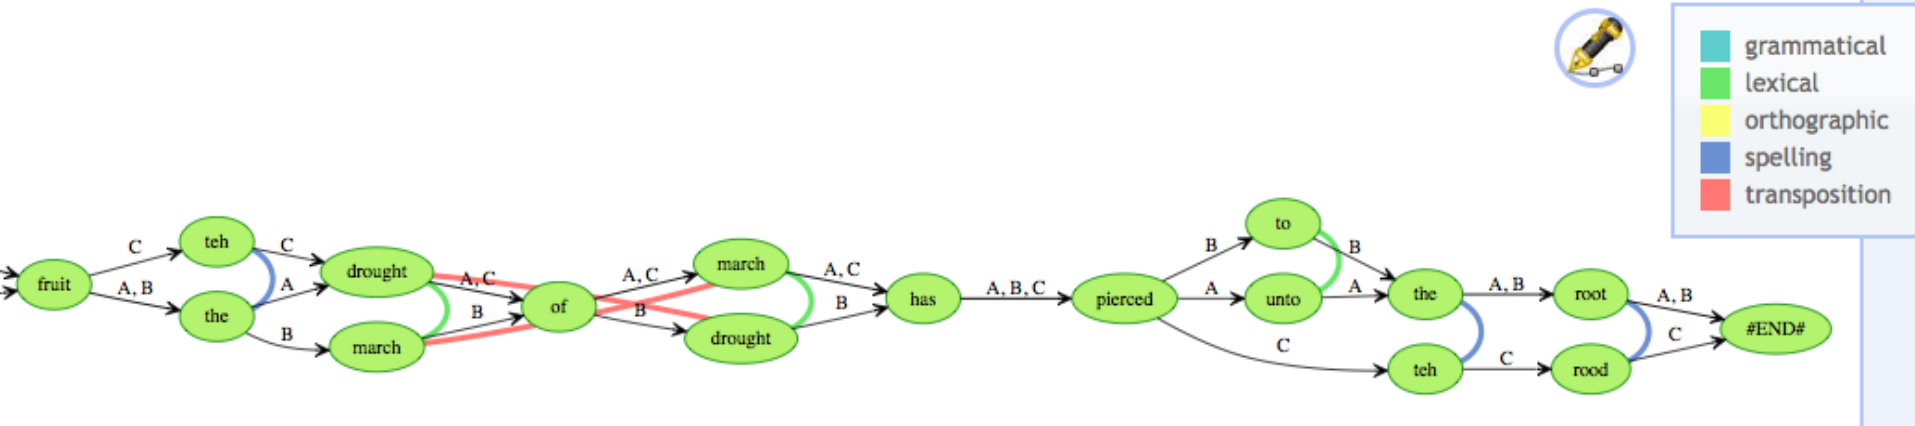 grammatical
lexical
orthographic
spelling
transposition
fruit
C
A, B
teh
the
C
A
B
drought
march
A, C
B
of
A, C
B
march
drought
A, C
B
has
A, B, C
pierced
B
A
C
to
unto
B
A
the
teh
A, B
C
root
rood
A, B
C
#END#